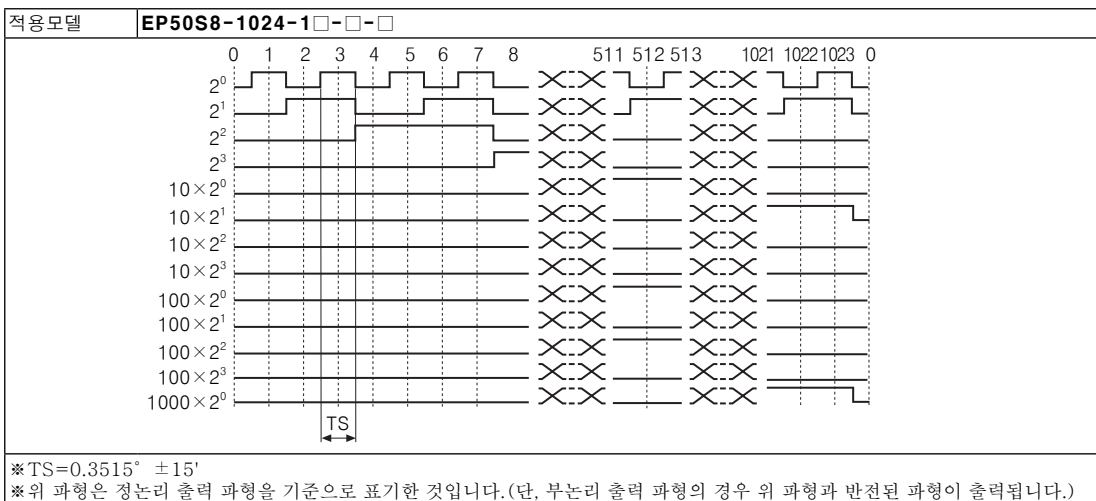 적용모델 EP50S8-1024-1□-□-□
0 1 2 3 4 5 6 7 8 511 512 513 1021 1022 1023 0
2⁰
2¹
2²
2³
10×2⁰
10×2¹
10×2²
10×2³
100×2⁰
100×2¹
100×2²
100×2³
1000×2⁰
TS
※TS=0.3515° ±15'
※위 파형은 정논리 출력 파형을 기준으로 표기한 것입니다.(단, 부논리 출력 파형의 경우 위 파형과 반전된 파형이 출력됩니다.)